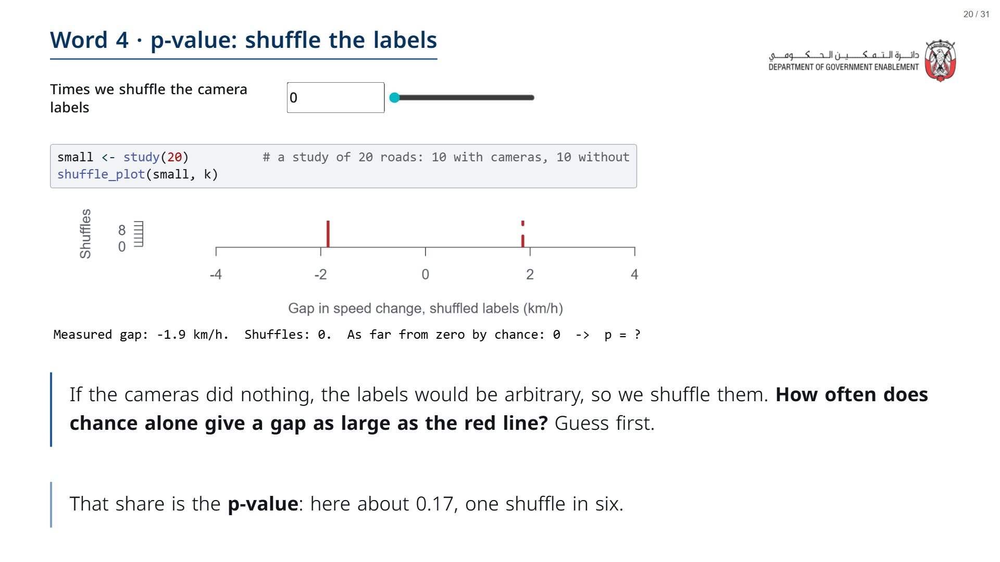 20 / 31
Word 4 · p-value: shuffle the labels
دائرة التمكين الحكومي
DEPARTMENT OF GOVERNMENT ENABLEMENT
Times we shuffle the camera
labels
0
small <- study(20)          # a study of 20 roads: 10 with cameras, 10 without
shuffle_plot(small, k)
Shuffles
8
0
-4 -2 0 2 4
Gap in speed change, shuffled labels (km/h)
Measured gap: -1.9 km/h.  Shuffles: 0.  As far from zero by chance: 0  ->  p = ?
If the cameras did nothing, the labels would be arbitrary, so we shuffle them. How often does
chance alone give a gap as large as the red line? Guess first.
That share is the p-value: here about 0.17, one shuffle in six.